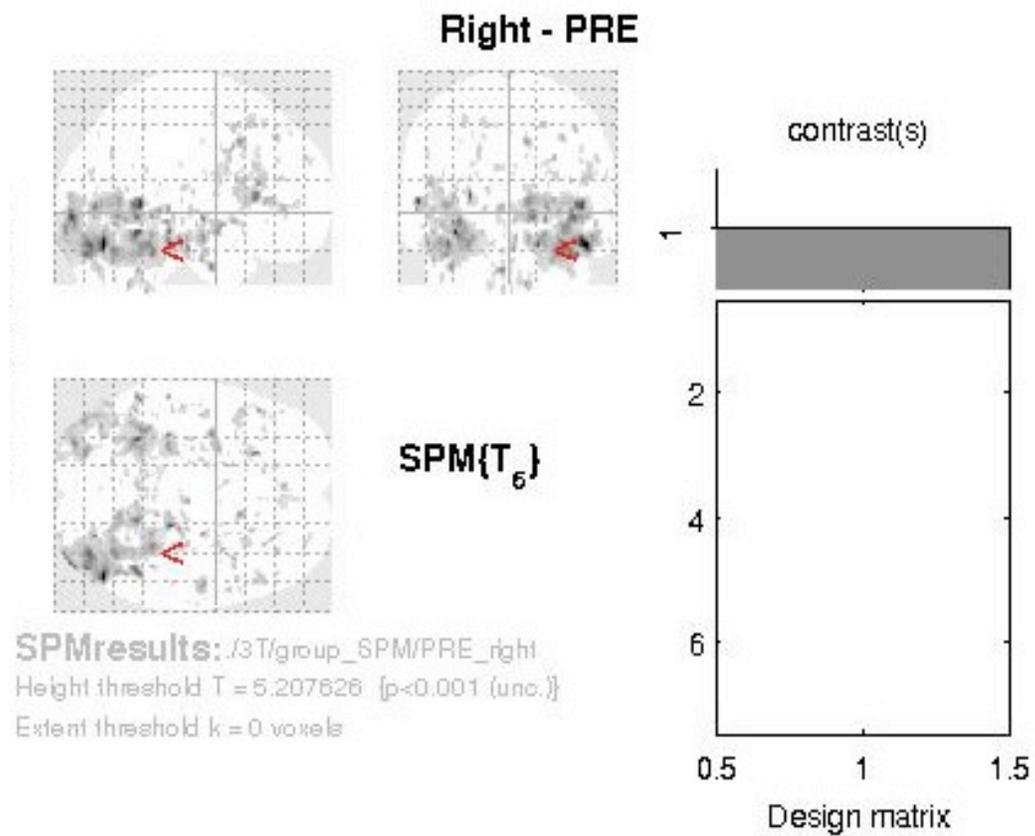 Right - PRE
contrast(s)
1
2
SPM{T6}
4
SPMresults: ./3T/group_SPM/PRE_right
6
Height threshold T = 5.207626 {p<0.001 (unc.)}
Extent threshold k = 0 voxels
0.5 1 1.5
Design matrix